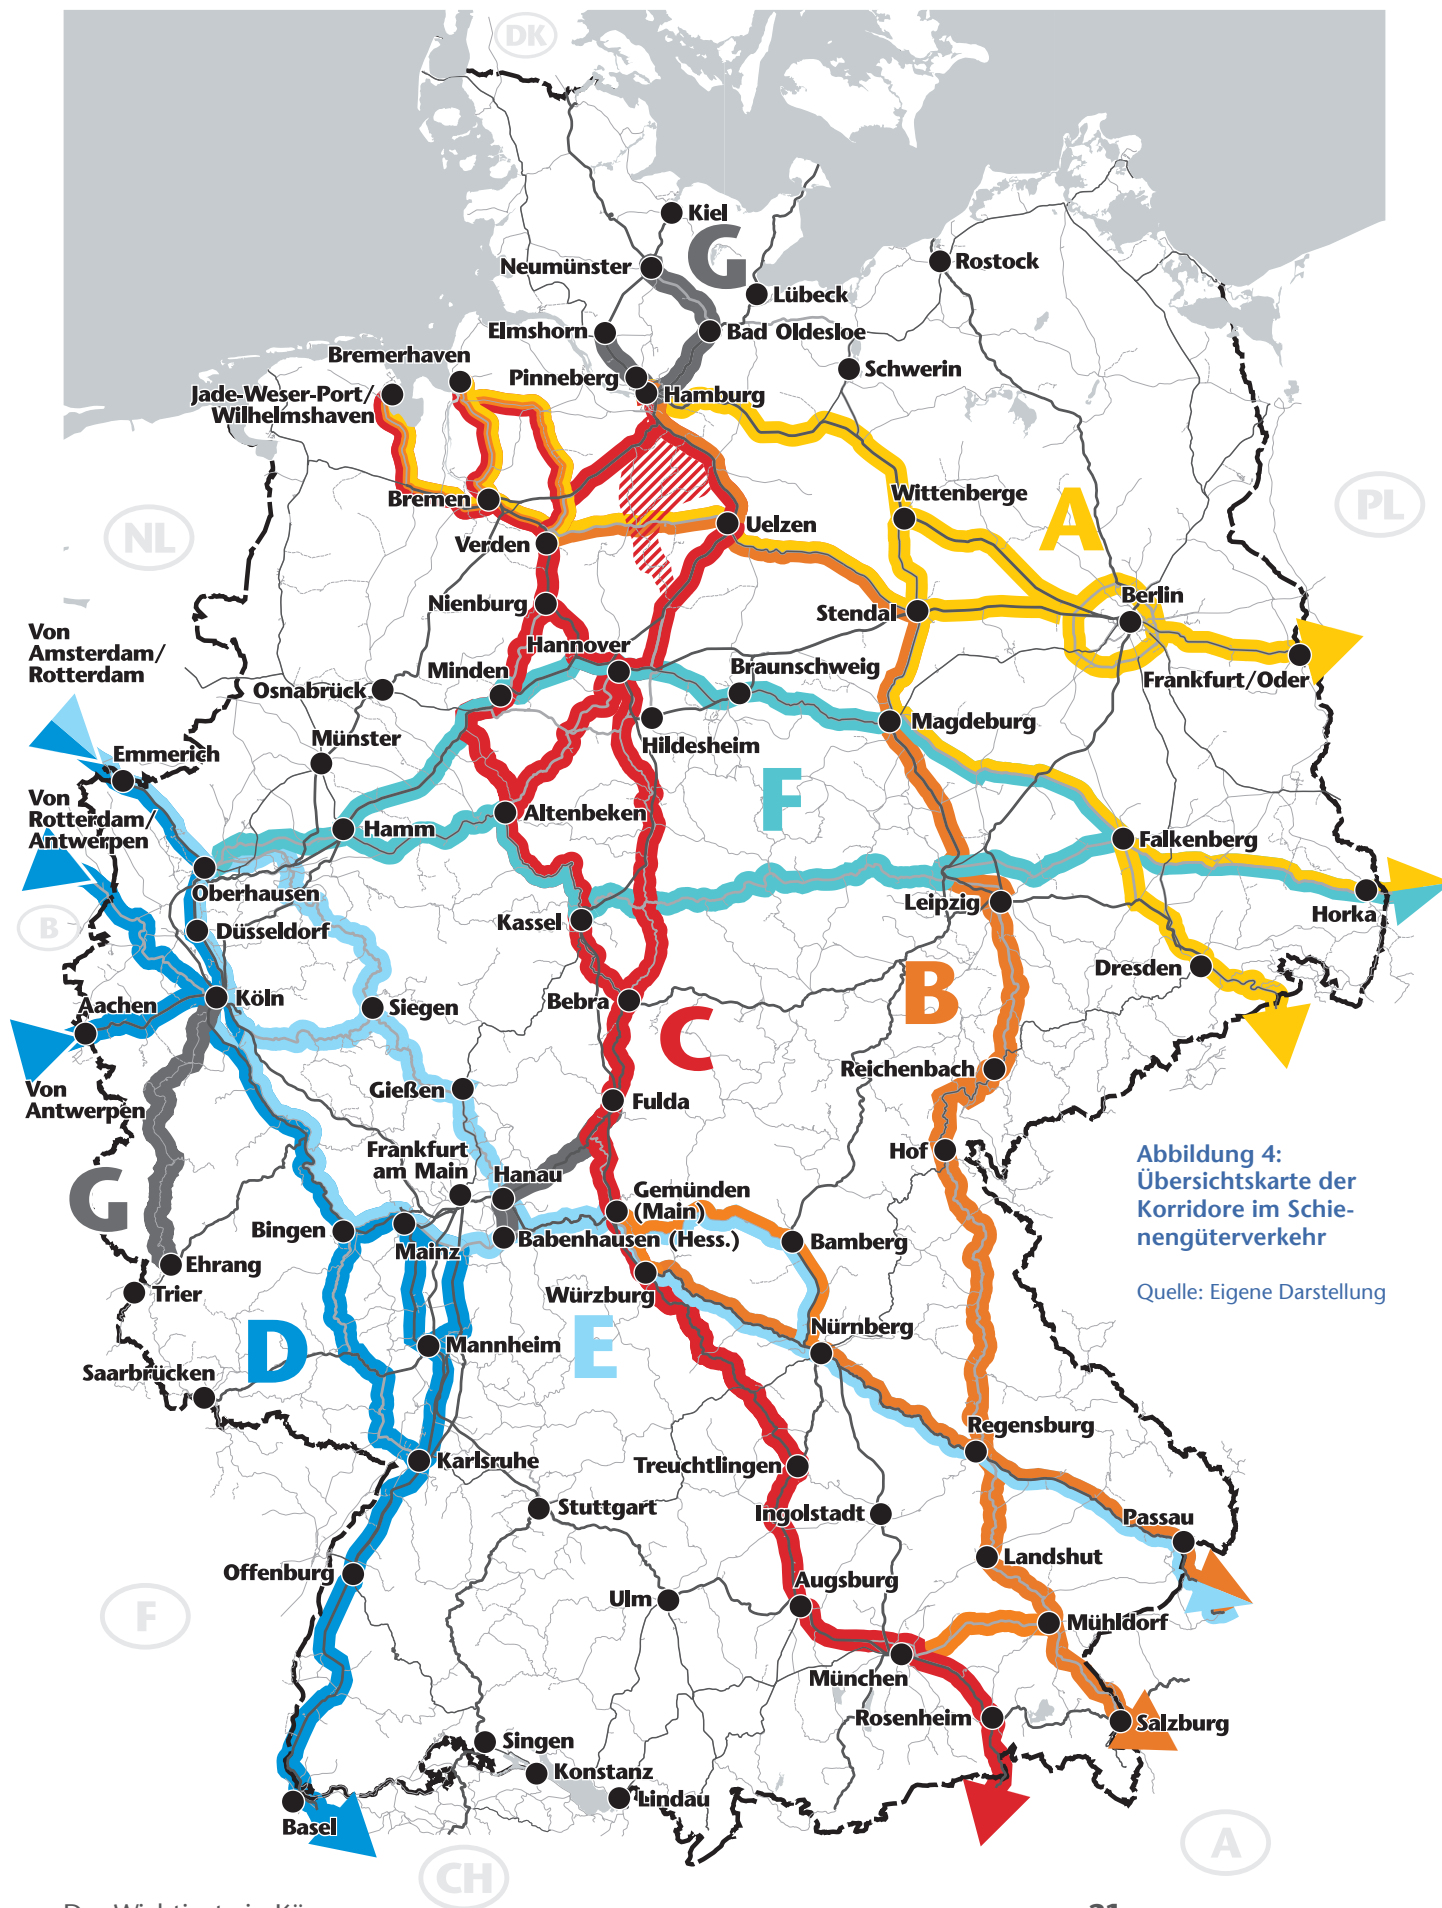 DK
Kiel
G
Neumünster
Rostock
Lübeck
Elmshorn
Bad Oldesloe
Bremerhaven
Schwerin
Pinneberg
Jade-Weser-Port/
Wilhelmshaven
Hamburg
Bremen
Wittenberge
A
PL
NL
Uelzen
Verden
Berlin
Nienburg
Stendal
Von
Amsterdam/
Rotterdam
Hannover
Minden
Braunschweig
Osnabrück
Frankfurt/Oder
Magdeburg
Münster
Hildesheim
Emmerich
F
Von
Rotterdam/
Antwerpen
Altenbeken
Hamm
Falkenberg
Oberhausen
Leipzig
Horka
B
Kassel
Düsseldorf
Dresden
B
Köln
Aachen
Siegen
Bebra
C
Reichenbach
Von
Antwerpen
Gießen
Fulda
Frankfurt
am Main
Hof
Abbildung 4:
Übersichtskarte der
Korridore im Schie-
nengüterverkehr
Hanau
G
Gemünden
(Main)
Bingen
Mainz
Babenhausen (Hess.)
Bamberg
Ehrang
Trier
Würzburg
Quelle: Eigene Darstellung
Nürnberg
D
E
Mannheim
Saarbrücken
Regensburg
Karlsruhe
Treuchtlingen
Stuttgart
Ingolstadt
Passau
Landshut
Offenburg
Augsburg
Ulm
F
Mühldorf
München
Rosenheim
Salzburg
Singen
Konstanz
Lindau
Basel
A
CH